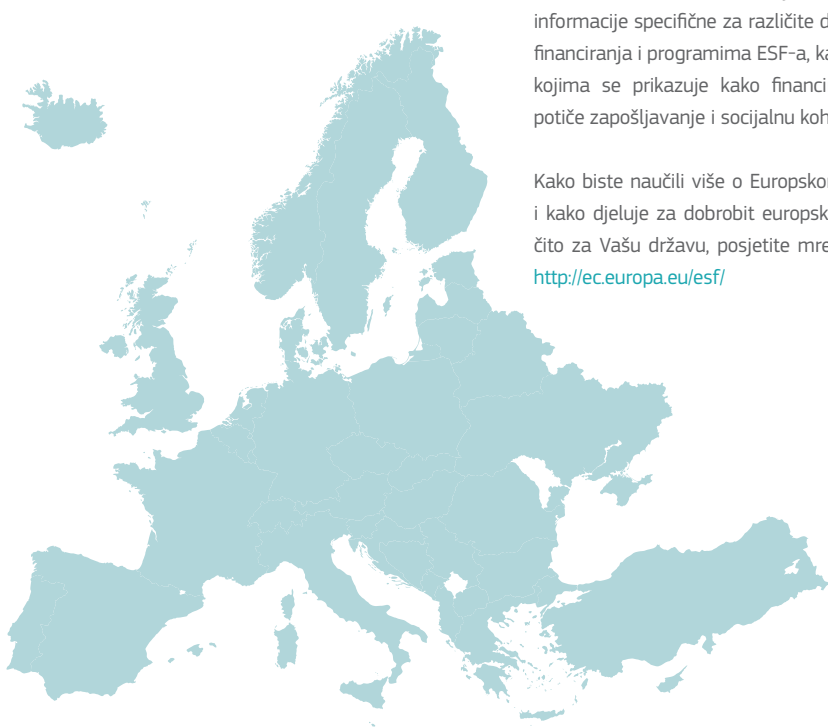 informacije specifične za različite d
financiranja i programima ESF-a, ka
kojima se prikazuje kako financi
potiče zapošljavanje i socijalnu koh
Kako biste naučili više o Europskon
i kako djeluje za dobrobit europsk
čito za Vašu državu, posjetite mre
http://ec.europa.eu/esf/